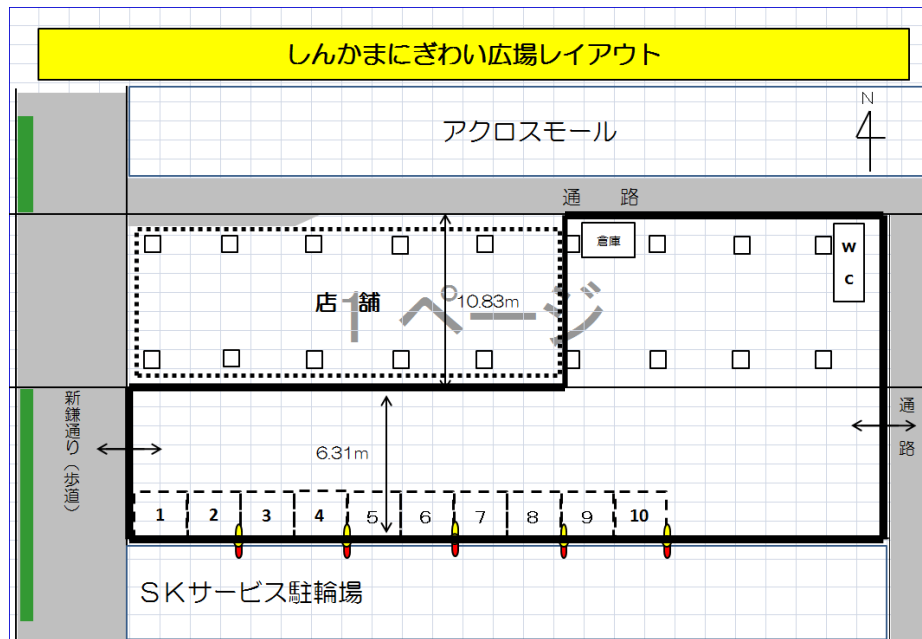 しんかまにぎわい広場レイアウト
アクロスモール
N
通　路
倉庫
W
C
店　舗
1 ページ
10.83m
新鎌通り（歩道）
6.31m
通
路
1 2 3 4 5 6 7 8 9 10
ＳＫサービス駐輪場